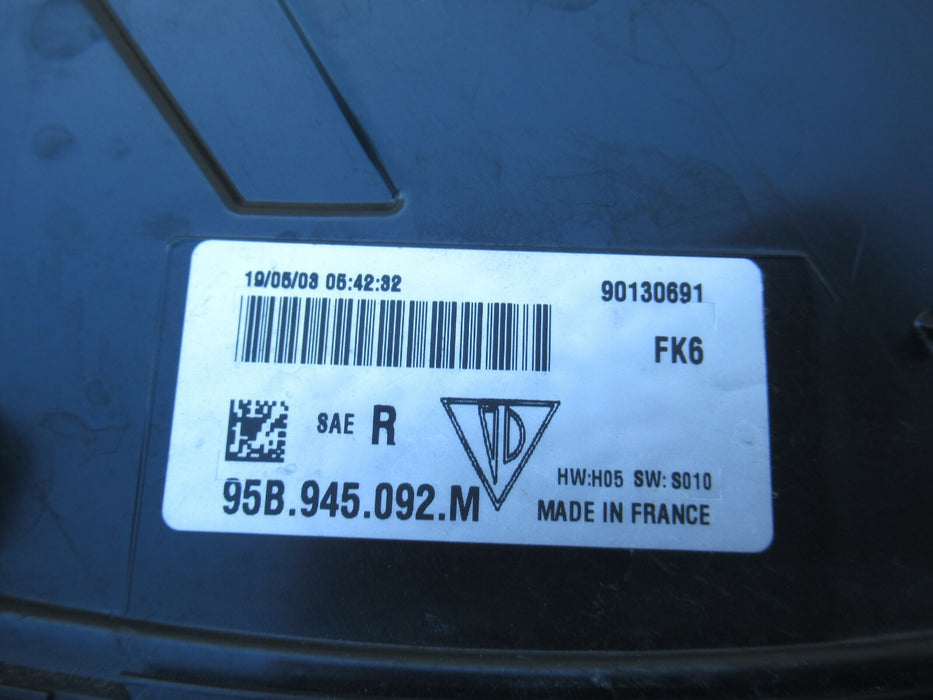 19/05/03 05:42:32
90130691
FK6
SAE R
HW:H05 SW: S010
95B.945.092.M
MADE IN FRANCE